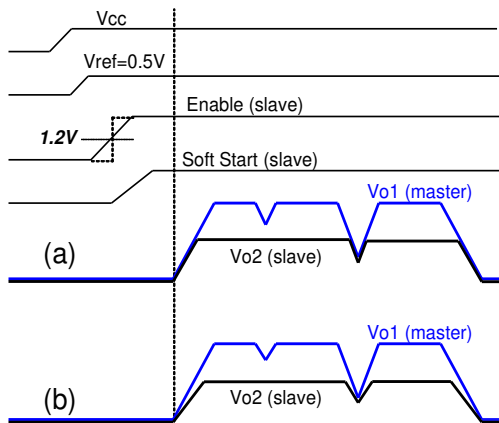 Vcc
Vref=0.5V
Enable (slave)
1.2V
Soft Start (slave)
Vo1 (master)
(a)
Vo2 (slave)
Vo1 (master)
(b)
Vo2 (slave)